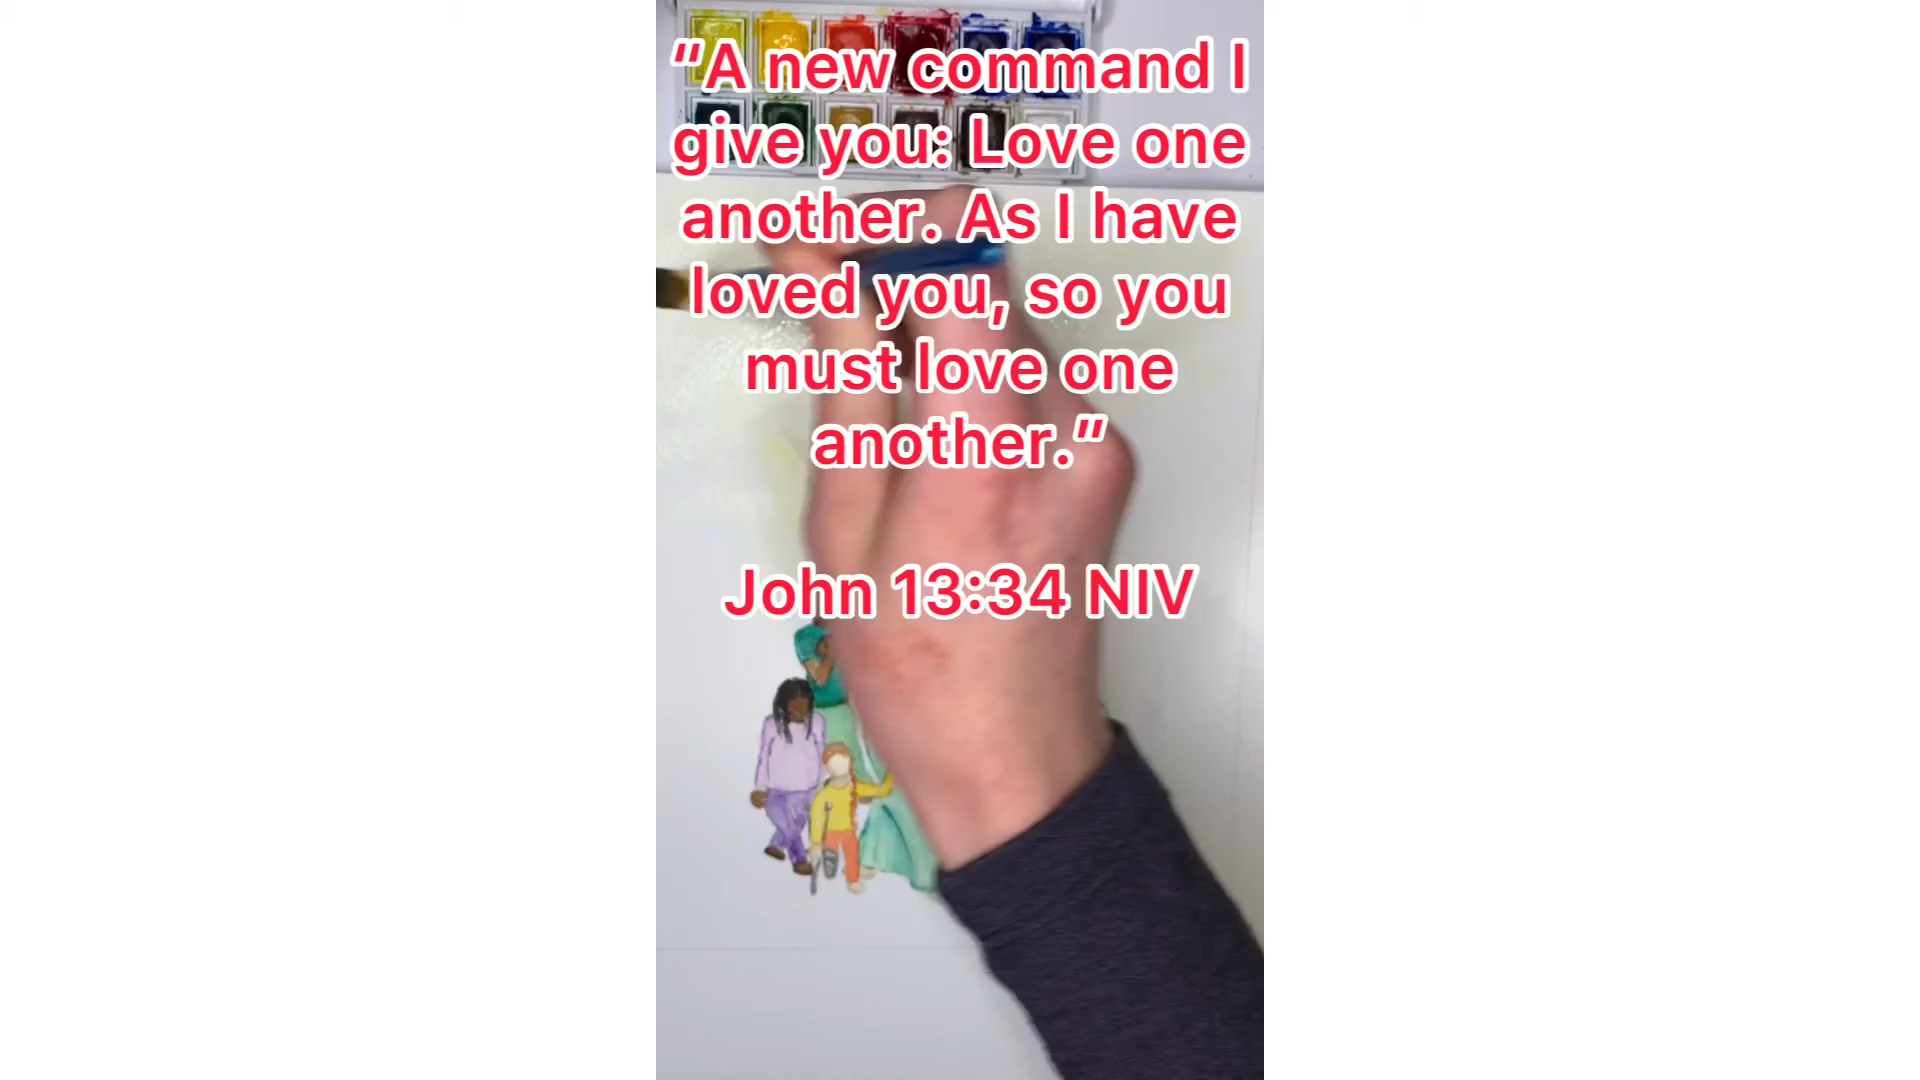 “A new command I
give you: Love one
another. As I have
loved you, so you
must love one
another.”
John 13:34 NIV